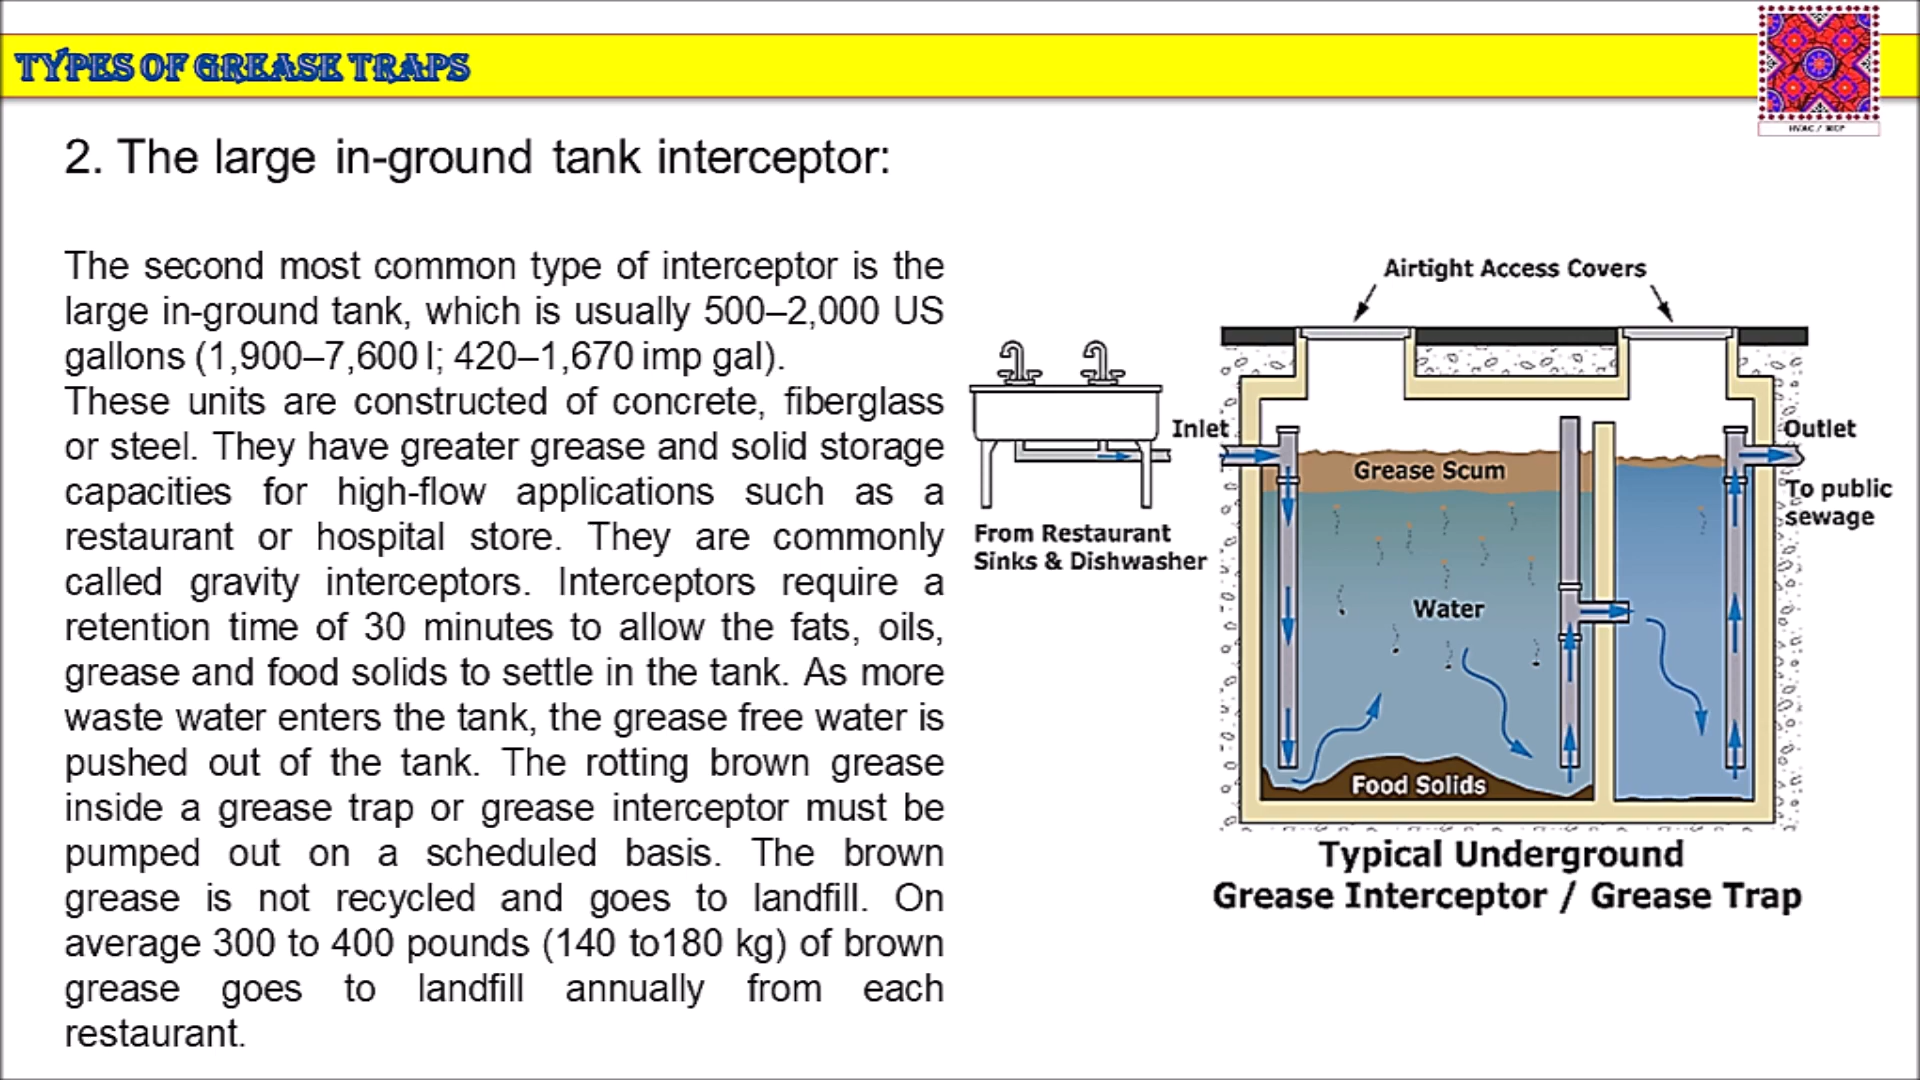 TYPES OF GREASE TRAPS
HVAC / MEP
2. The large in-ground tank interceptor:
The second most common type of interceptor is the
large in-ground tank, which is usually 500–2,000 US
gallons (1,900–7,600 l; 420–1,670 imp gal).
These units are constructed of concrete, fiberglass
or steel. They have greater grease and solid storage
capacities for high-flow applications such as a
restaurant or hospital store. They are commonly
called gravity interceptors. Interceptors require a
retention time of 30 minutes to allow the fats, oils,
grease and food solids to settle in the tank. As more
waste water enters the tank, the grease free water is
pushed out of the tank. The rotting brown grease
inside a grease trap or grease interceptor must be
pumped out on a scheduled basis. The brown
grease is not recycled and goes to landfill. On
average 300 to 400 pounds (140 to180 kg) of brown
grease goes to landfill annually from each
restaurant.
Airtight Access Covers
Inlet
Outlet
Grease Scum
To public
sewage
From Restaurant
Sinks & Dishwasher
Water
Food Solids
Typical Underground
Grease Interceptor / Grease Trap